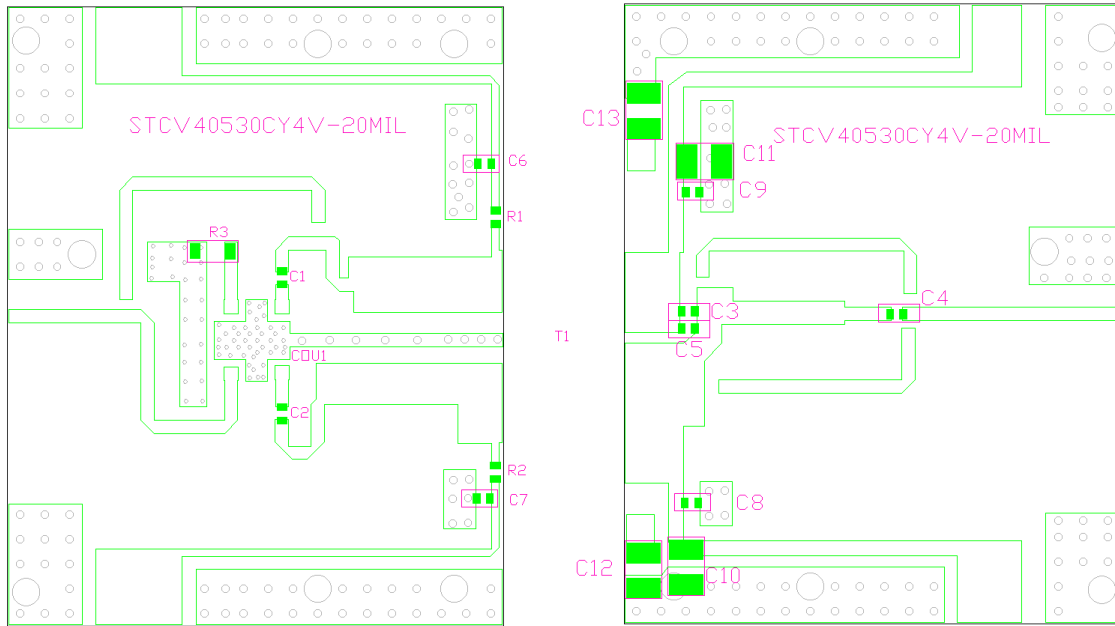 STCV40530CY4V-20MIL
C6
R1
R3
C1
COU1
C2
R2
C7
T1
C13
STCV40530CY4V-20MIL
C11
C9
C3
C4
C5
C8
C12
C10